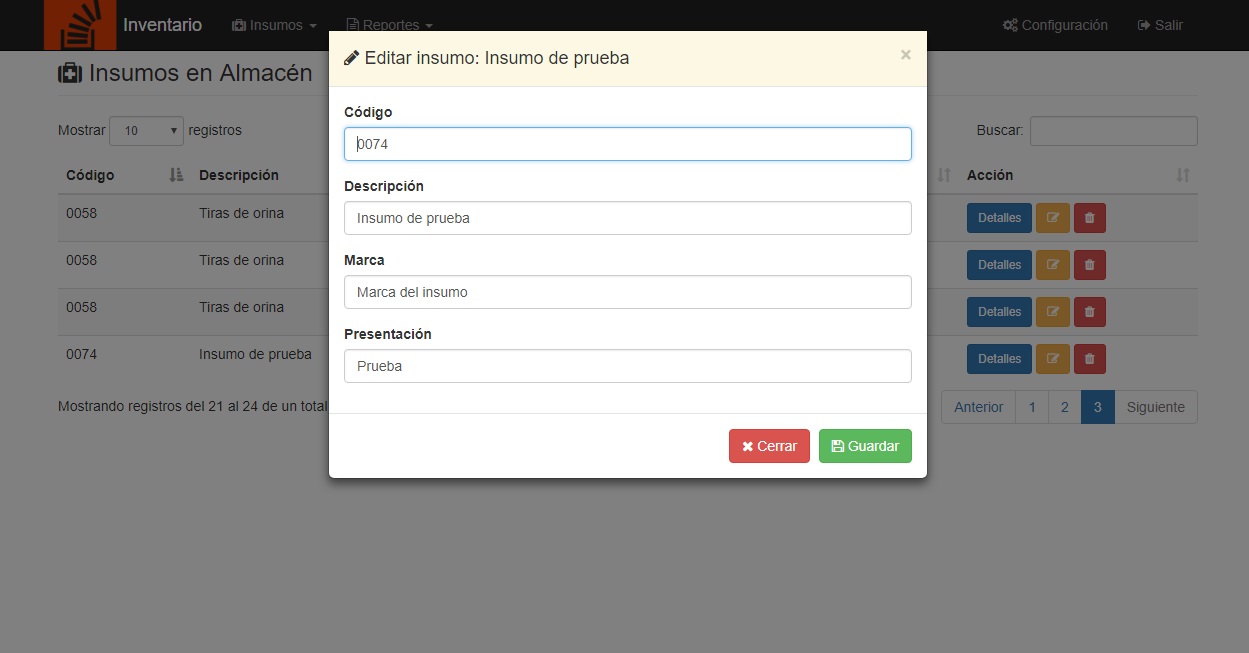 Inventario Insumos Reportes Configuración Salir
Editar insumo: Insumo de prueba ×
Insumos en Almacén
Código
Mostrar 10 registros Buscar:
0074
Código Descripción Acción
Descripción
0058 Tiras de orina Detalles
Insumo de prueba
Marca
0058 Tiras de orina Detalles
Marca del insumo
0058 Tiras de orina Detalles
Presentación
0074 Insumo de prueba Detalles
Prueba
Mostrando registros del 21 al 24 de un total Anterior 1 2 3 Siguiente
Cerrar Guardar